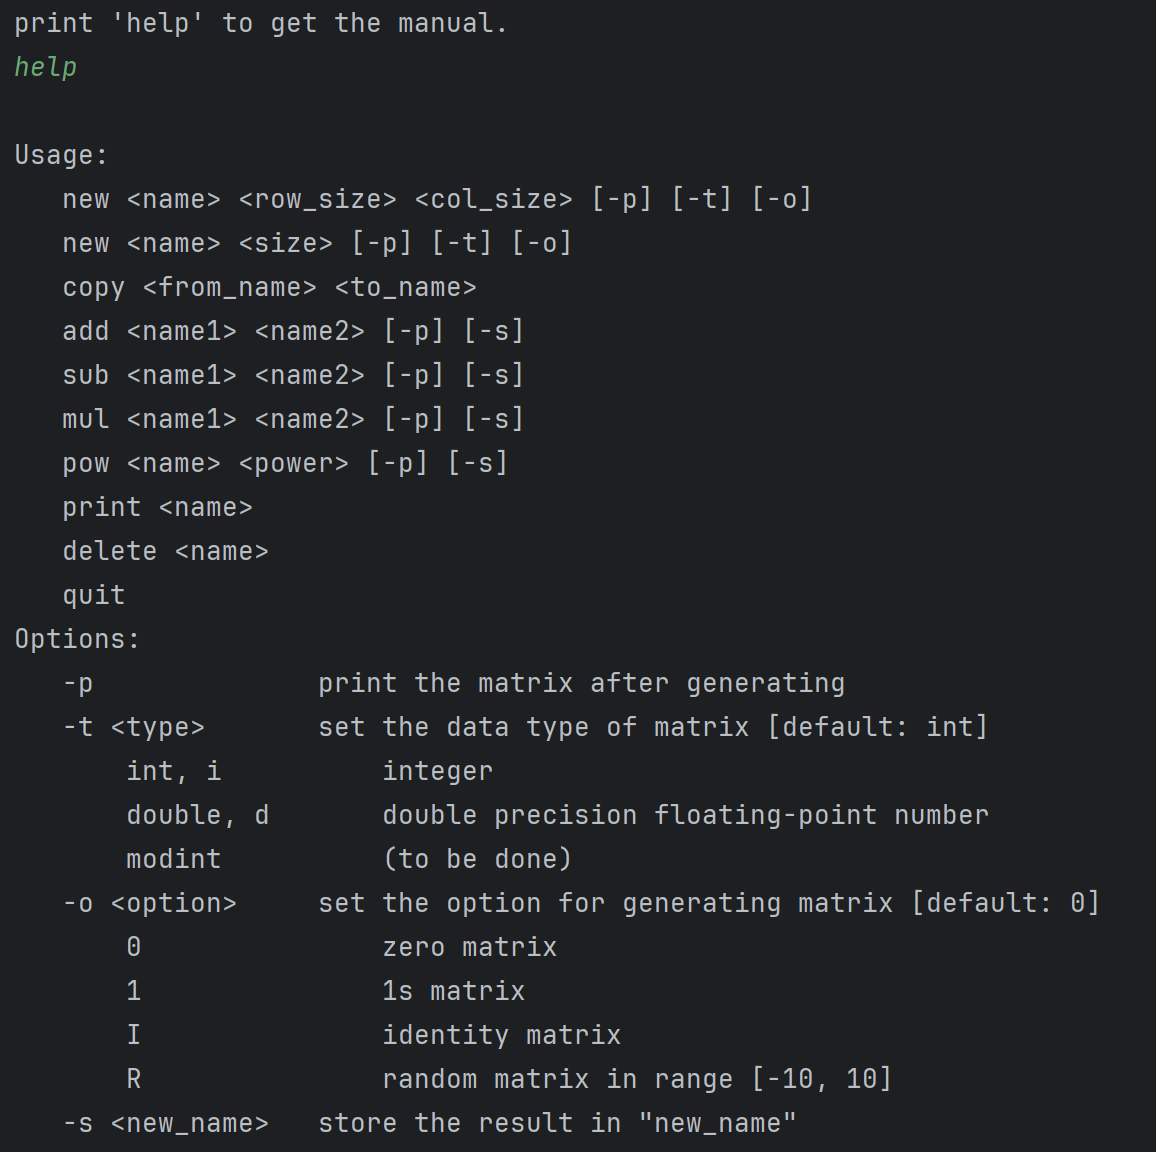 print 'help' to get the manual.
help
Usage:
new <name> <row_size> <col_size> [-p] [-t] [-o]
new <name> <size> [-p] [-t] [-o]
copy <from_name> <to_name>
add <name1> <name2> [-p] [-s]
sub <name1> <name2> [-p] [-s]
mul <name1> <name2> [-p] [-s]
pow <name> <power> [-p] [-s]
print <name>
delete <name>
quit
Options:
-p print the matrix after generating
-t <type> set the data type of matrix [default: int]
int, i integer
double, d double precision floating-point number
modint (to be done)
-o <option> set the option for generating matrix [default: 0]
0 zero matrix
1 1s matrix
I identity matrix
R random matrix in range [-10, 10]
-s <new_name> store the result in "new_name"